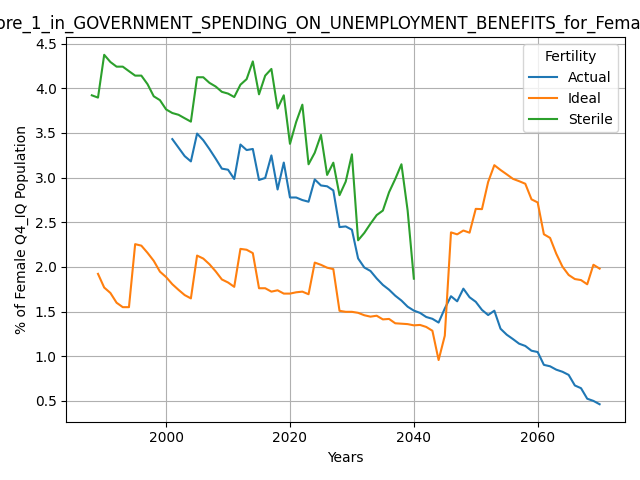 ore_1_in_GOVERNMENT_SPENDING_ON_UNEMPLOYMENT_BENEFITS_for_Fema
4.5
4.0
3.5
3.0
2.5
2.0
1.5
1.0
0.5
% of Female Q4_IQ Population
Fertility
Actual
Ideal
Sterile
2000
2020
2040
2060
Years